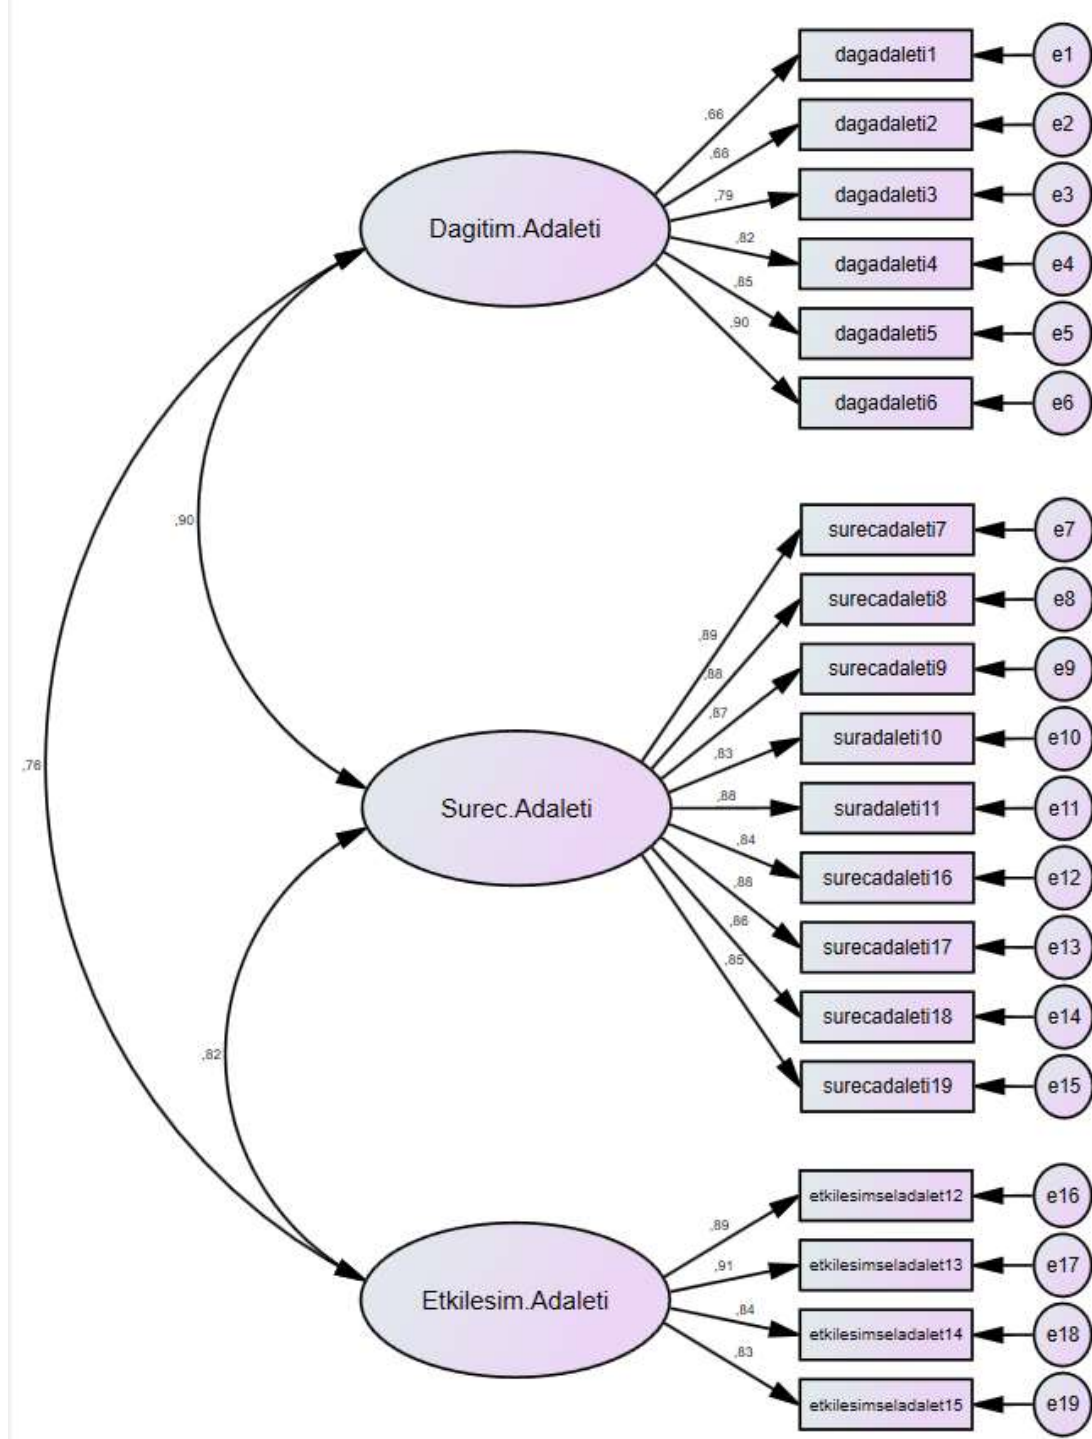 dagadaleti1
e1
,66
dagadaleti2
e2
,66
dagadaleti3
e3
,79
Dagitim.Adaleti
dagadaleti4
e4
,82
dagadaleti5
e5
,85
dagadaleti6
e6
,90
,90
surecadaleti7
e7
,89
surecadaleti8
e8
,88
surecadaleti9
e9
,87
suradaleti10
e10
,83
,76
Surec.Adaleti
suradaleti11
e11
,88
surecadaleti16
e12
,84
surecadaleti17
e13
,88
surecadaleti18
e14
,86
surecadaleti19
e15
,85
,82
etkilesimseladalet12
e16
,89
etkilesimseladalet13
e17
,91
Etkilesim.Adaleti
etkilesimseladalet14
e18
,84
etkilesimseladalet15
e19
,83